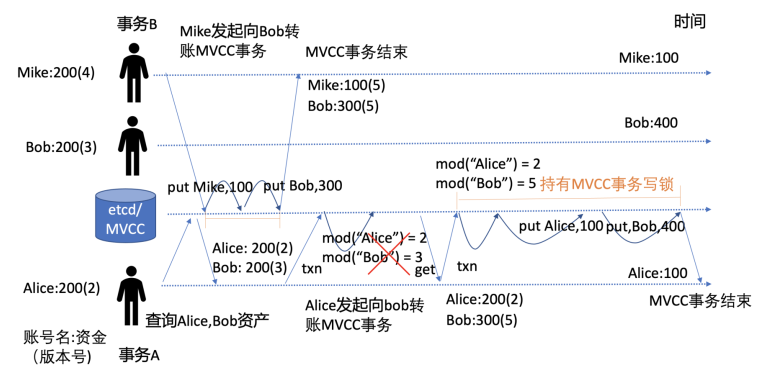 事务B
Mike发起向Bob转
账MVCC事务
MVCC事务结束
时间
Mike:200(4)
Mike:100
Mike:100(5)
Bob:300(5)
Bob:200(3)
Bob:400
mod(“Alice”) = 2
mod(“Bob”) = 5
持有MVCC事务写锁
put Mike,100
put Bob,300
etcd/
MVCC
put Alice,100
put,Bob,400
Alice: 200(2)
Bob: 200(3)
txn
mod(“Alice”) = 2
mod(“Bob”) = 3
get
txn
Alice:200(2)
Alice:100
查询Alice,Bob资产
Alice发起向bob转
账MVCC事务
Alice:200(2)
Bob:300(5)
MVCC事务结束
账号名:资金
（版本号）
事务A